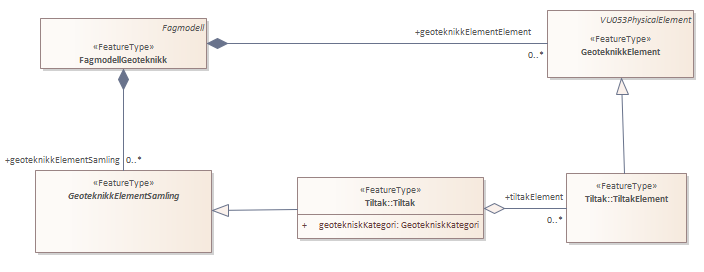 Fagmodell
«FeatureType»
FagmodellGeoteknikk
+geoteknikkElementElement
0..*
VU053PhysicalElement
«FeatureType»
GeoteknikkElement
+geoteknikkElementSamling 0..*
«FeatureType»
GeoteknikkElementSamling
«FeatureType»
Tiltak::Tiltak
+ geotekniskKategori: GeotekniskKategori
+tiltakElement
0..*
«FeatureType»
Tiltak::TiltakElement